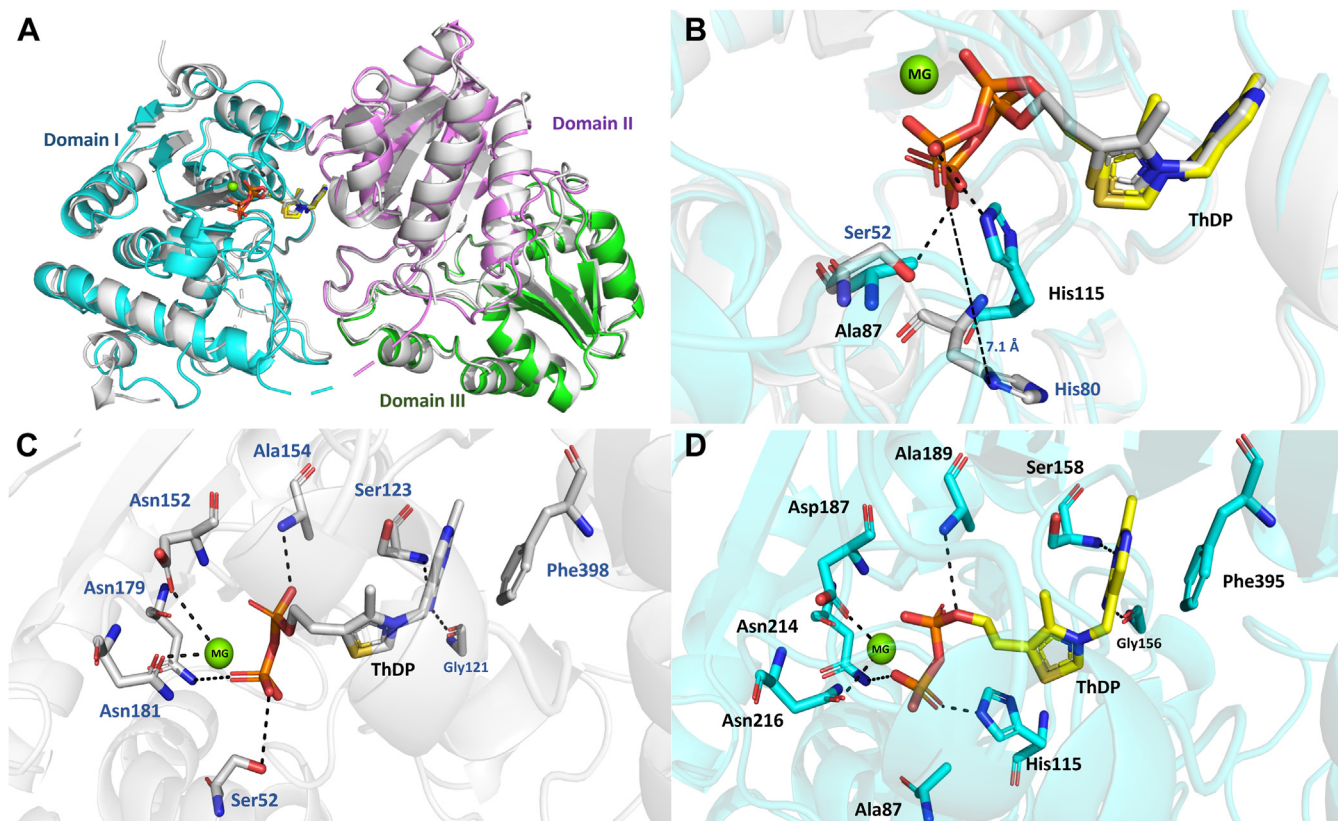 A
Domain I
Domain II
Domain III
B
MG
ThDP
Ser52
His115
Ala87
7.1 Å
His80
C
Ala154
Asn152
Ser123
Asn179
Phe398
MG
ThDP
Gly121
Asn181
Ser52
D
Ala189
Ser158
Asp187
Phe395
Asn214
MG
Gly156
ThDP
Asn216
His115
Ala87